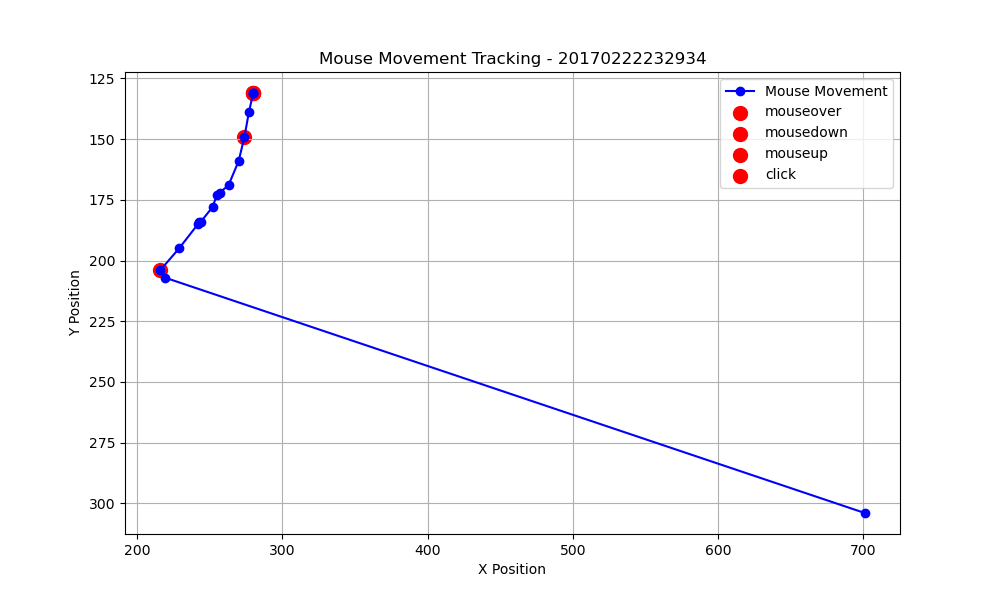 Mouse Movement Tracking - 20170222232934
Mouse Movement
mouseover
mousedown
mouseup
click
Y Position
125
150
175
200
225
250
275
300
200
300
400
500
600
700
X Position